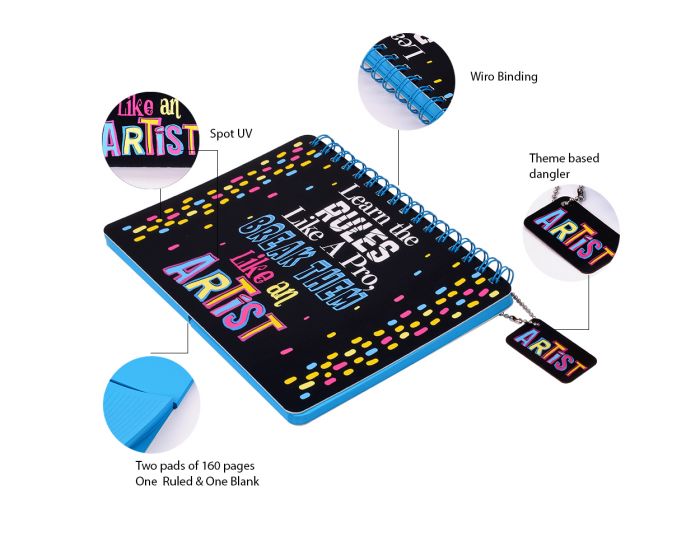 Wiro Binding
Lea
Like an
ARTIST
Spot UV
Theme based
dangler
ARTIST
Learn the
RULES
Like A Pro,
BREAK THEM
Like an
ARTIST
ARTIST
Two pads of 160 pages
One Ruled & One Blank